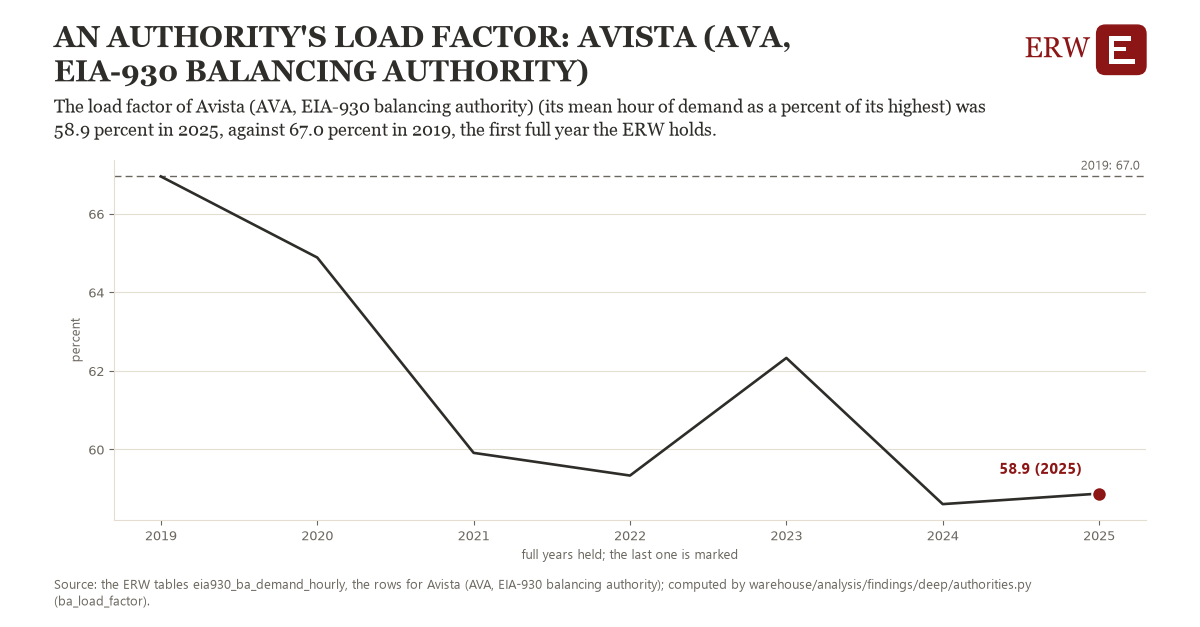 AN AUTHORITY'S LOAD FACTOR: AVISTA (AVA,
EIA-930 BALANCING AUTHORITY)
ERW E
The load factor of Avista (AVA, EIA-930 balancing authority) (its mean hour of demand as a percent of its highest) was
58.9 percent in 2025, against 67.0 percent in 2019, the first full year the ERW holds.
2019: 67.0
66
64
62
60
percent
58.9 (2025)
2019 2020 2021 2022 2023 2024 2025
full years held; the last one is marked
Source: the ERW tables eia930_ba_demand_hourly, the rows for Avista (AVA, EIA-930 balancing authority); computed by warehouse/analysis/findings/deep/authorities.py
(ba_load_factor).